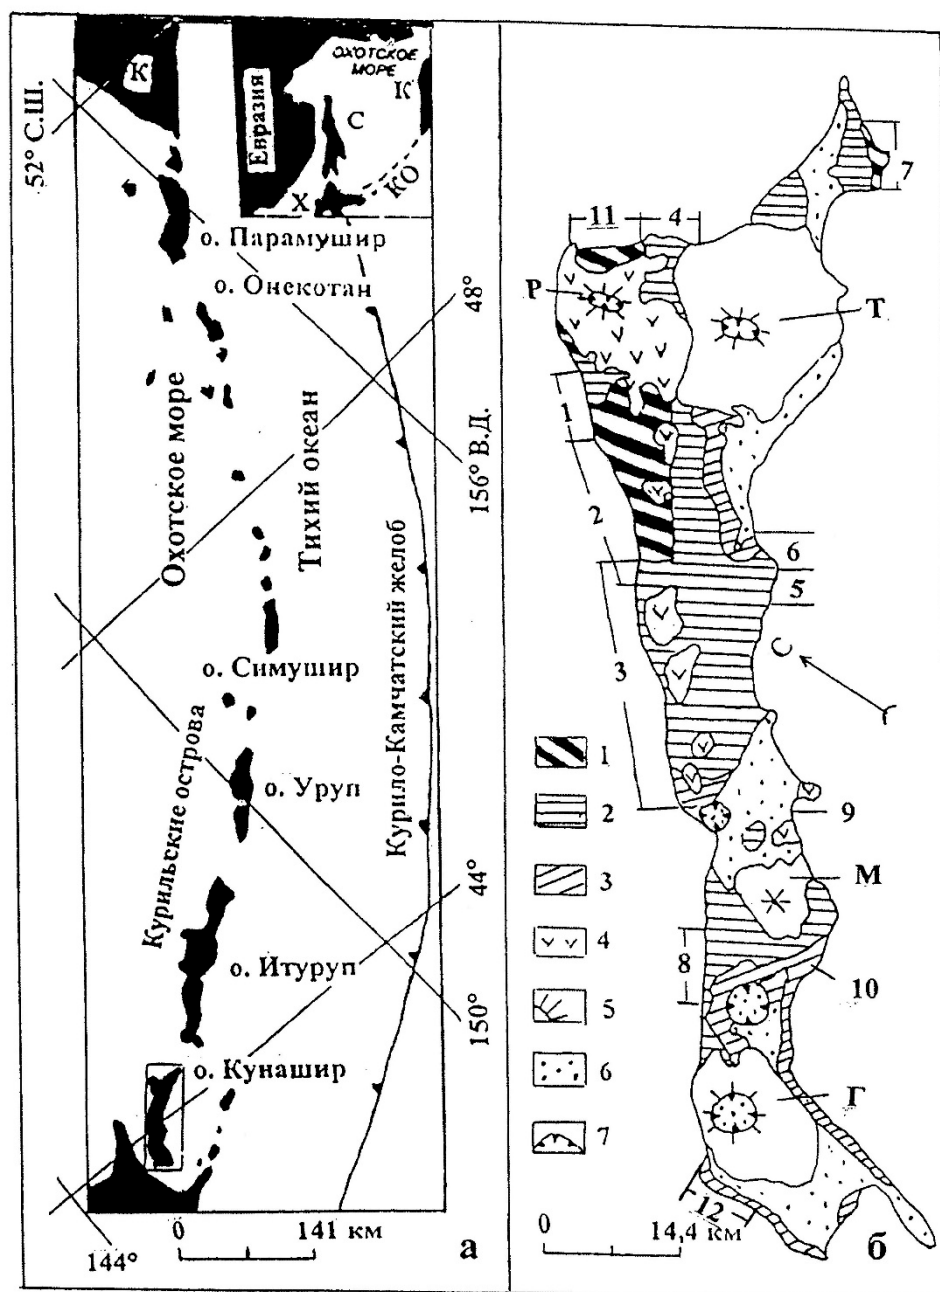 К
52° С.Ш.
Евразия
ОХОТСКОЕ
МОРЕ
К
С
КО
Х
о. Парамушир
о. Онекотан
48°
Охотское море
Тихий океан
156° В.Д.
Курило-Камчатский желоб
о. Симушир
Курильские острова
о. Уруп
44°
о. Итуруп
150°
о. Кунашир
144°
0
141 км
а
7
11
4
Р
Т
1
2
6
5
3
С
9
М
8
10
Г
12
1
2
3
4
5
6
7
0
14,4 км
б